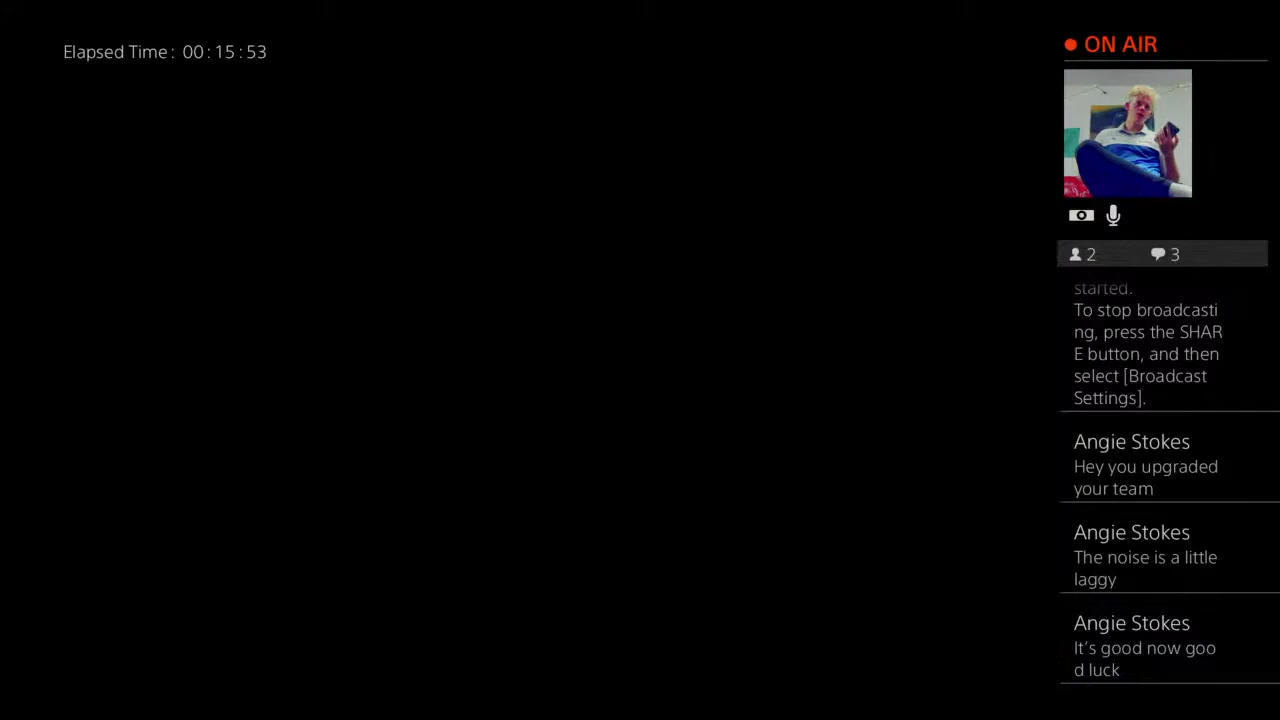 Elapsed Time: 00:15:53
ON AIR
2 3
started.
To stop broadcasti
ng, press the SHAR
E button, and then
select [Broadcast
Settings].
Angie Stokes
Hey you upgraded
your team
Angie Stokes
The noise is a little
laggy
Angie Stokes
It's good now goo
d luck